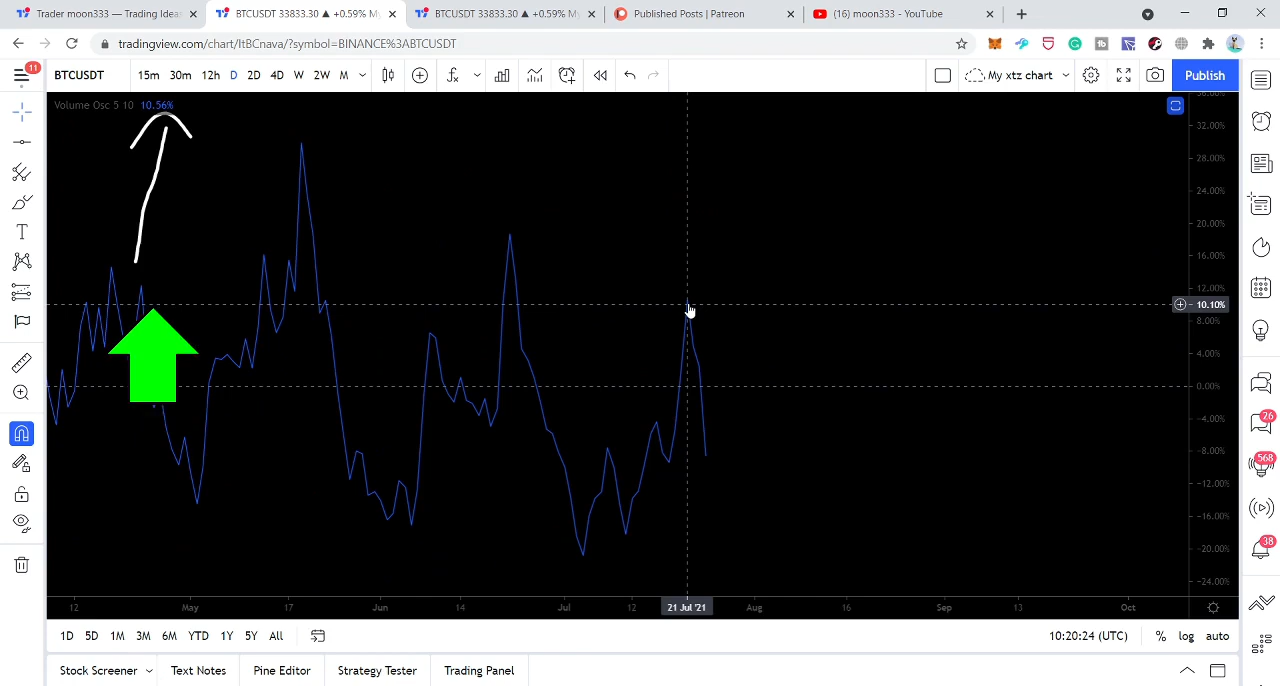 Trader moon333 — Trading Ideas
BTCUSDT 33833.30 ▲ +0.59% My
BTCUSDT 33833.30 ▲ +0.59% My
Published Posts | Patreon
(16) moon333 - YouTube
tradingview.com/chart/ItBCnava/?symbol=BINANCE%3ABTCUSDT
11
BTCUSDT 15m 30m 12h D 2D 4D W 2W M
My xtz chart
Publish
Volume Osc 5 10 10.56%
36.00%
32.00%
28.00%
24.00%
20.00%
16.00%
12.00%
10.10%
8.00%
4.00%
0.00%
-4.00%
-8.00%
-12.00%
-16.00%
-20.00%
-24.00%
26
568
38
12 May 17 Jun 14 Jul 12 21 Jul '21 Aug 16 Sep 13 Oct
1D 5D 1M 3M 6M YTD 1Y 5Y All
10:20:24 (UTC) % log auto
Stock Screener Text Notes Pine Editor Strategy Tester Trading Panel